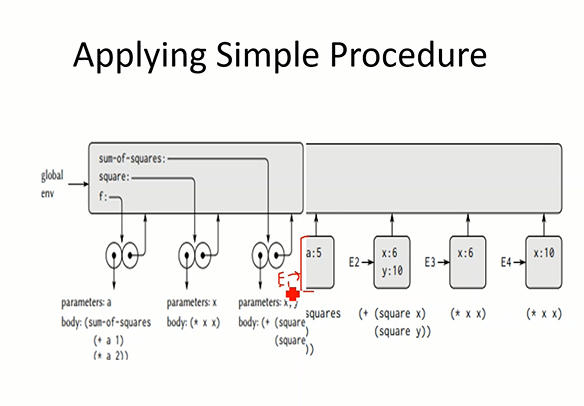 Applying Simple Procedure
global
env
sum-of-squares:
square:
f:
a:5
E1
E2
x:6
y:10
E3
x:6
E4
x:10
parameters: a
body: (sum-of-squares
(+ a 1)
(* a 2))
parameters: x
body: (* x x)
parameters: x, y
body: (+ (square
(square
squares
)
))
(+ (square x)
(square y))
(* x x)
(* x x)